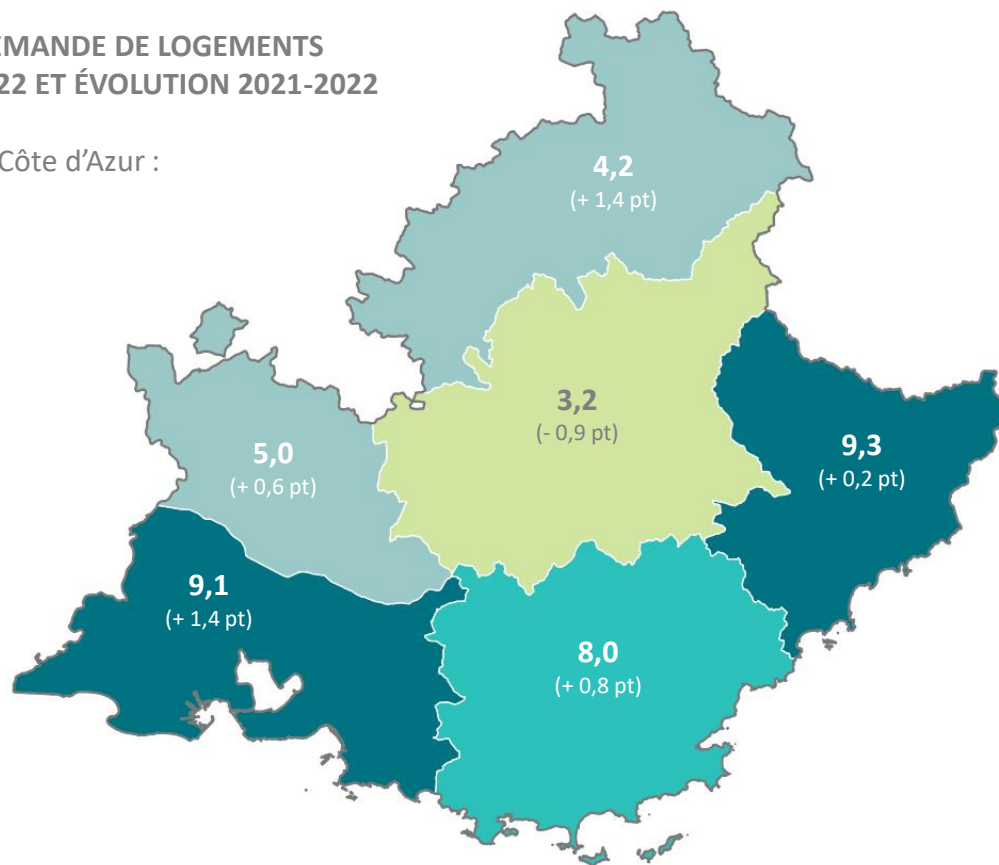 EMANDE DE LOGEMENTS
22 ET ÉVOLUTION 2021-2022
Côte d’Azur :
4,2
(+ 1,4 pt)
3,2
(- 0,9 pt)
9,3
(+ 0,2 pt)
5,0
(+ 0,6 pt)
9,1
(+ 1,4 pt)
8,0
(+ 0,8 pt)